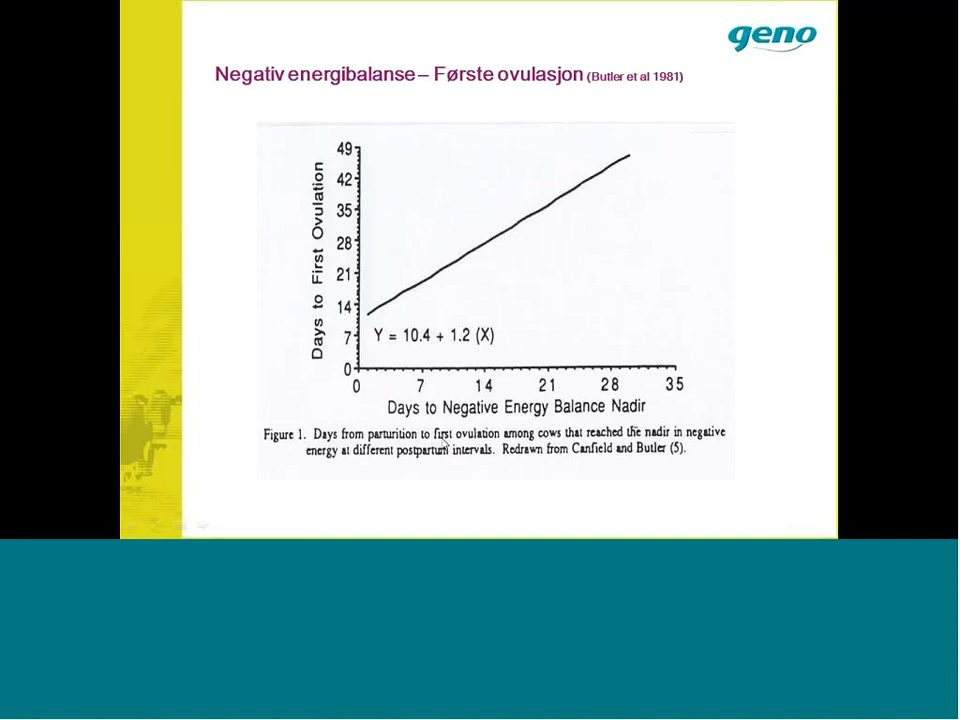 geno
Negativ energibalanse – Første ovulasjon (Butler et al 1981)
Days to First Ovulation
49
42
35
28
21
14
7
0
Y = 10.4 + 1.2 (X)
0 7 14 21 28 35
Days to Negative Energy Balance Nadir
Figure 1. Days from parturition to first ovulation among cows that reached the nadir in negative
energy at different postpartum intervals. Redrawn from Canfield and Butler (5).